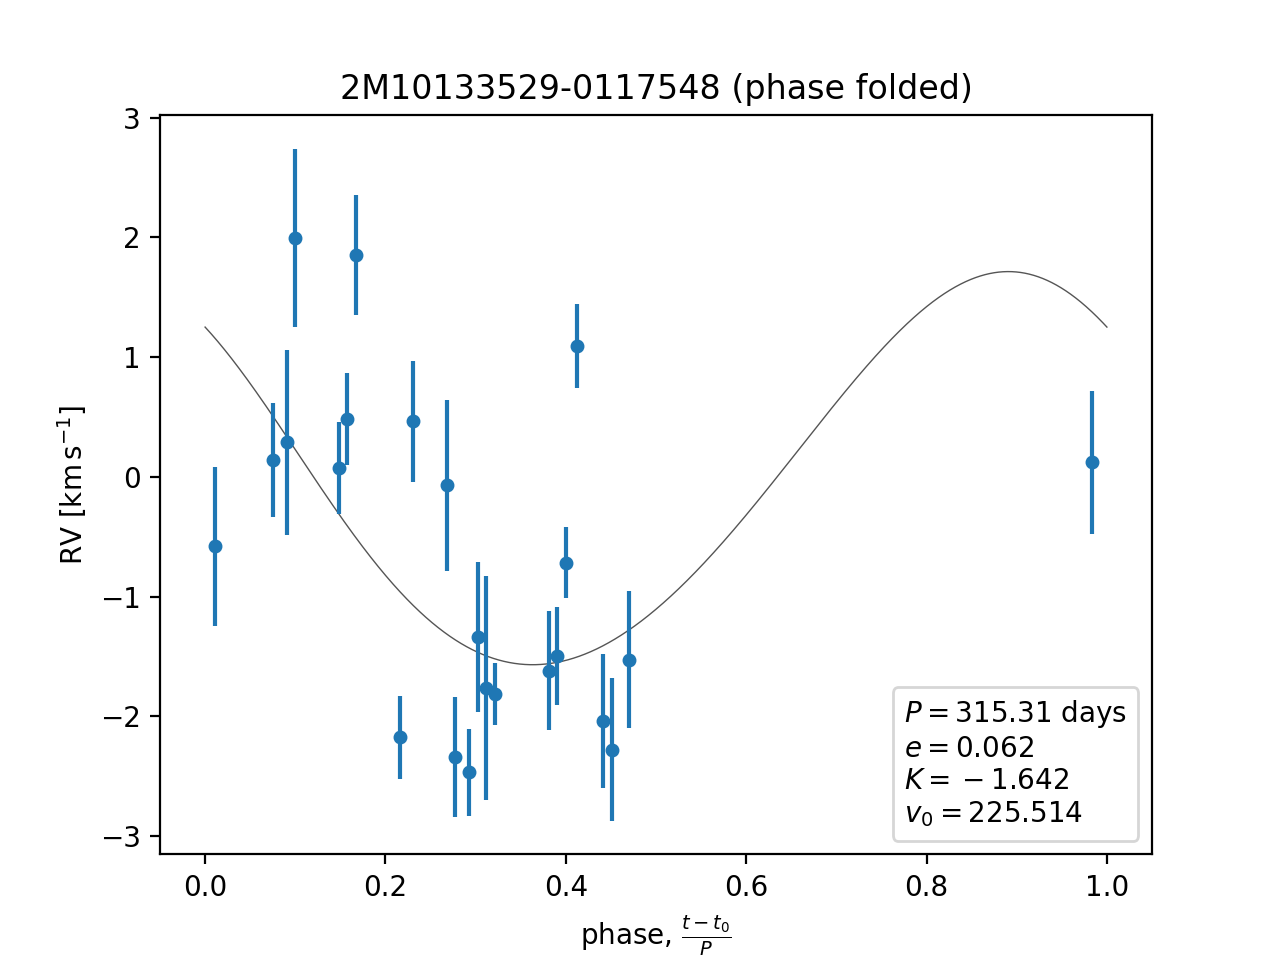 2M10133529-0117548 (phase folded)
3
2
1
0
−1
−2
−3
RV [km s⁻¹]
P = 315.31 days
e = 0.062
K = −1.642
v₀ = 225.514
0.0 0.2 0.4 0.6 0.8 1.0
phase, (t − t₀)/P